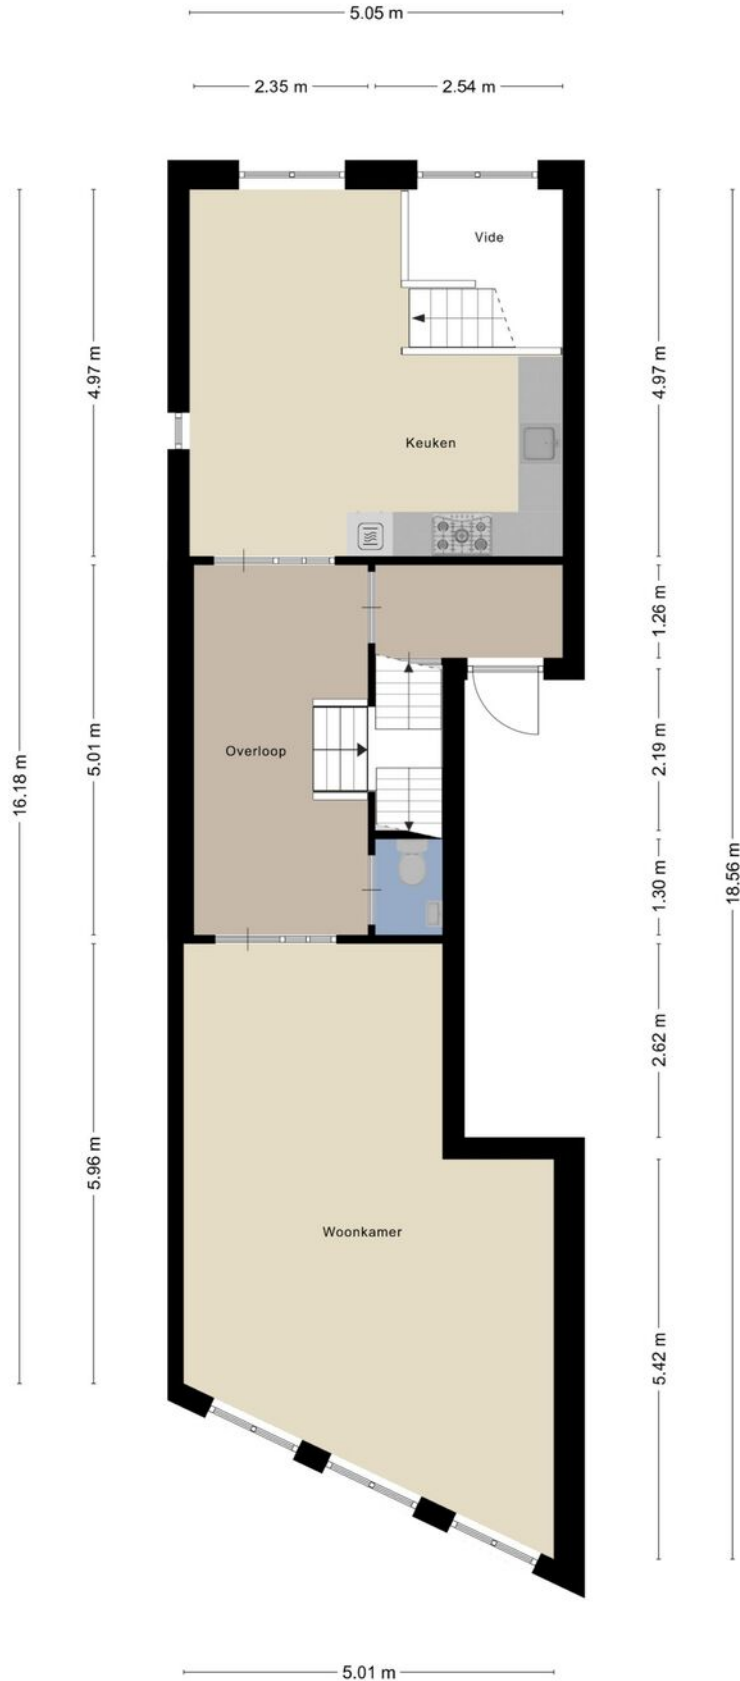 5.05 m
2.35 m
2.54 m
Vide
4.97 m
4.97 m
Keuken
1.26 m
Overloop
5.01 m
2.19 m
16.18 m
1.30 m
18.56 m
2.62 m
5.96 m
Woonkamer
5.42 m
5.01 m